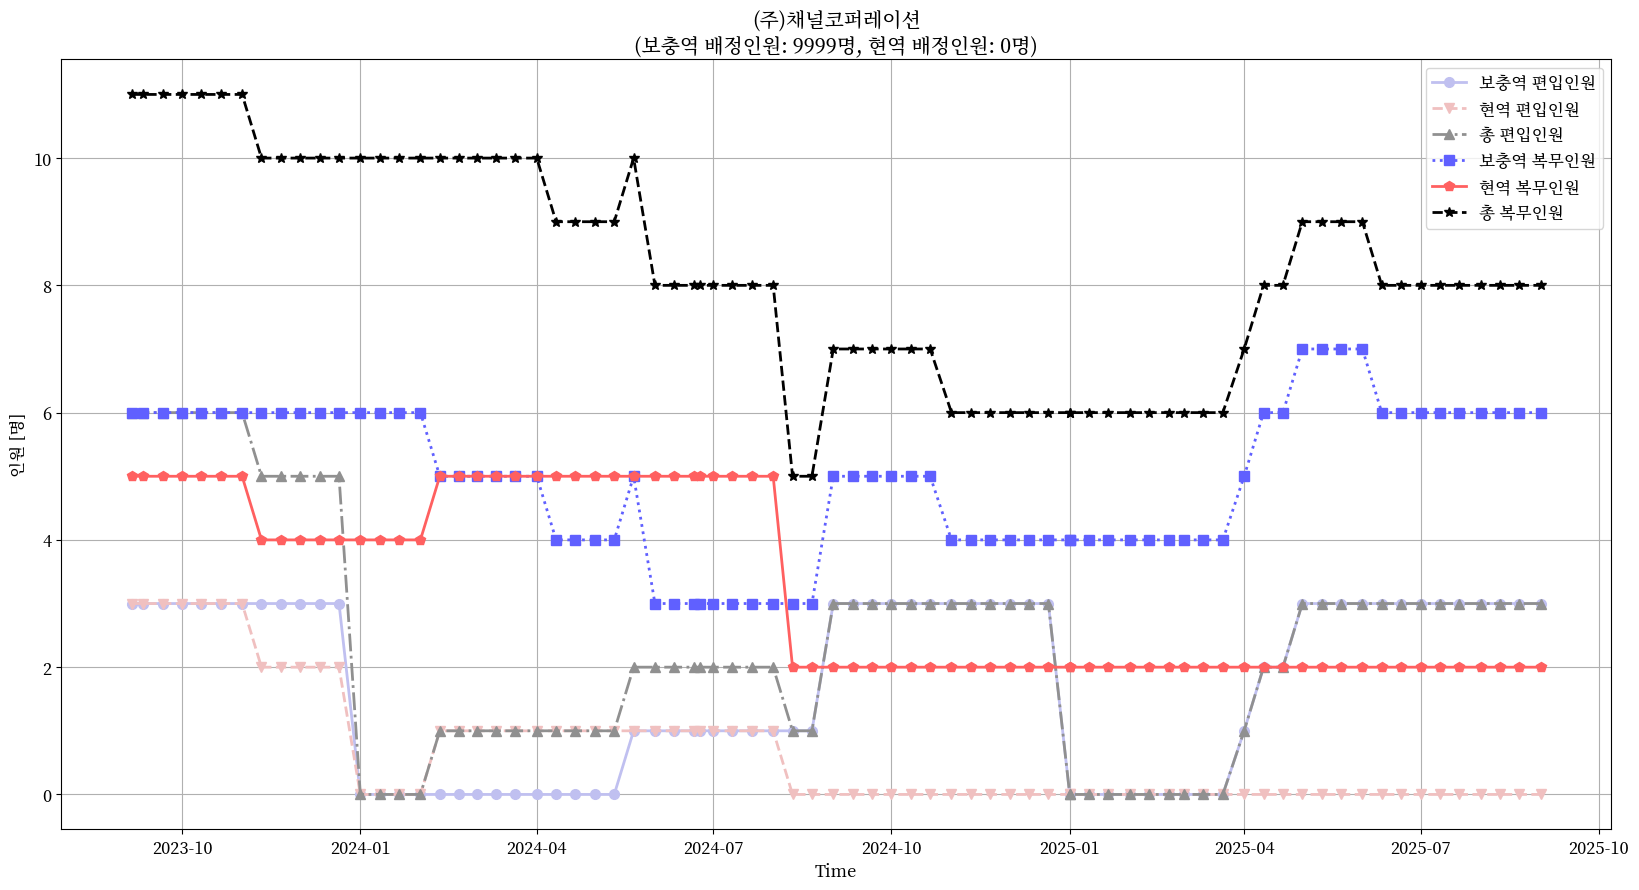 (주)채널코퍼레이션
(보충역 배정인원: 9999명, 현역 배정인원: 0명)
보충역 편입인원
현역 편입인원
총 편입인원
보충역 복무인원
현역 복무인원
총 복무인원
인원 [명]
10
8
6
4
2
0
2023-10
2024-01
2024-04
2024-07
2024-10
2025-01
2025-04
2025-07
2025-10
Time